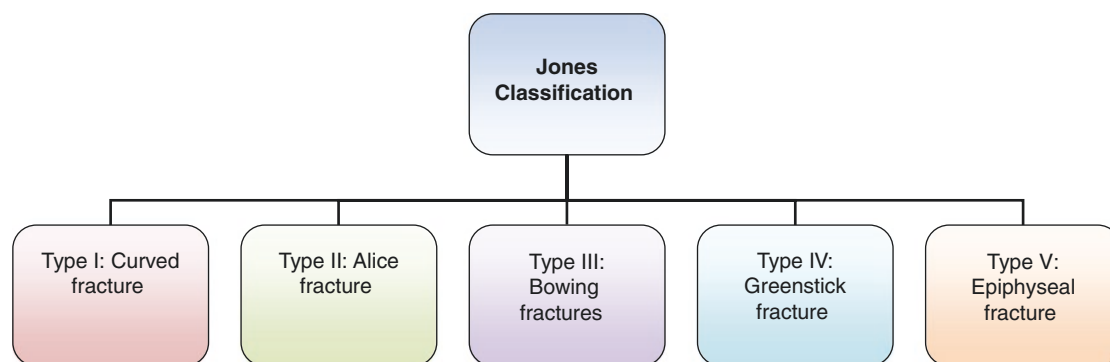 Jones
Classification
Type I: Curved
fracture
Type II: Alice
fracture
Type III:
Bowing
fractures
Type IV:
Greenstick
fracture
Type V:
Epiphyseal
fracture